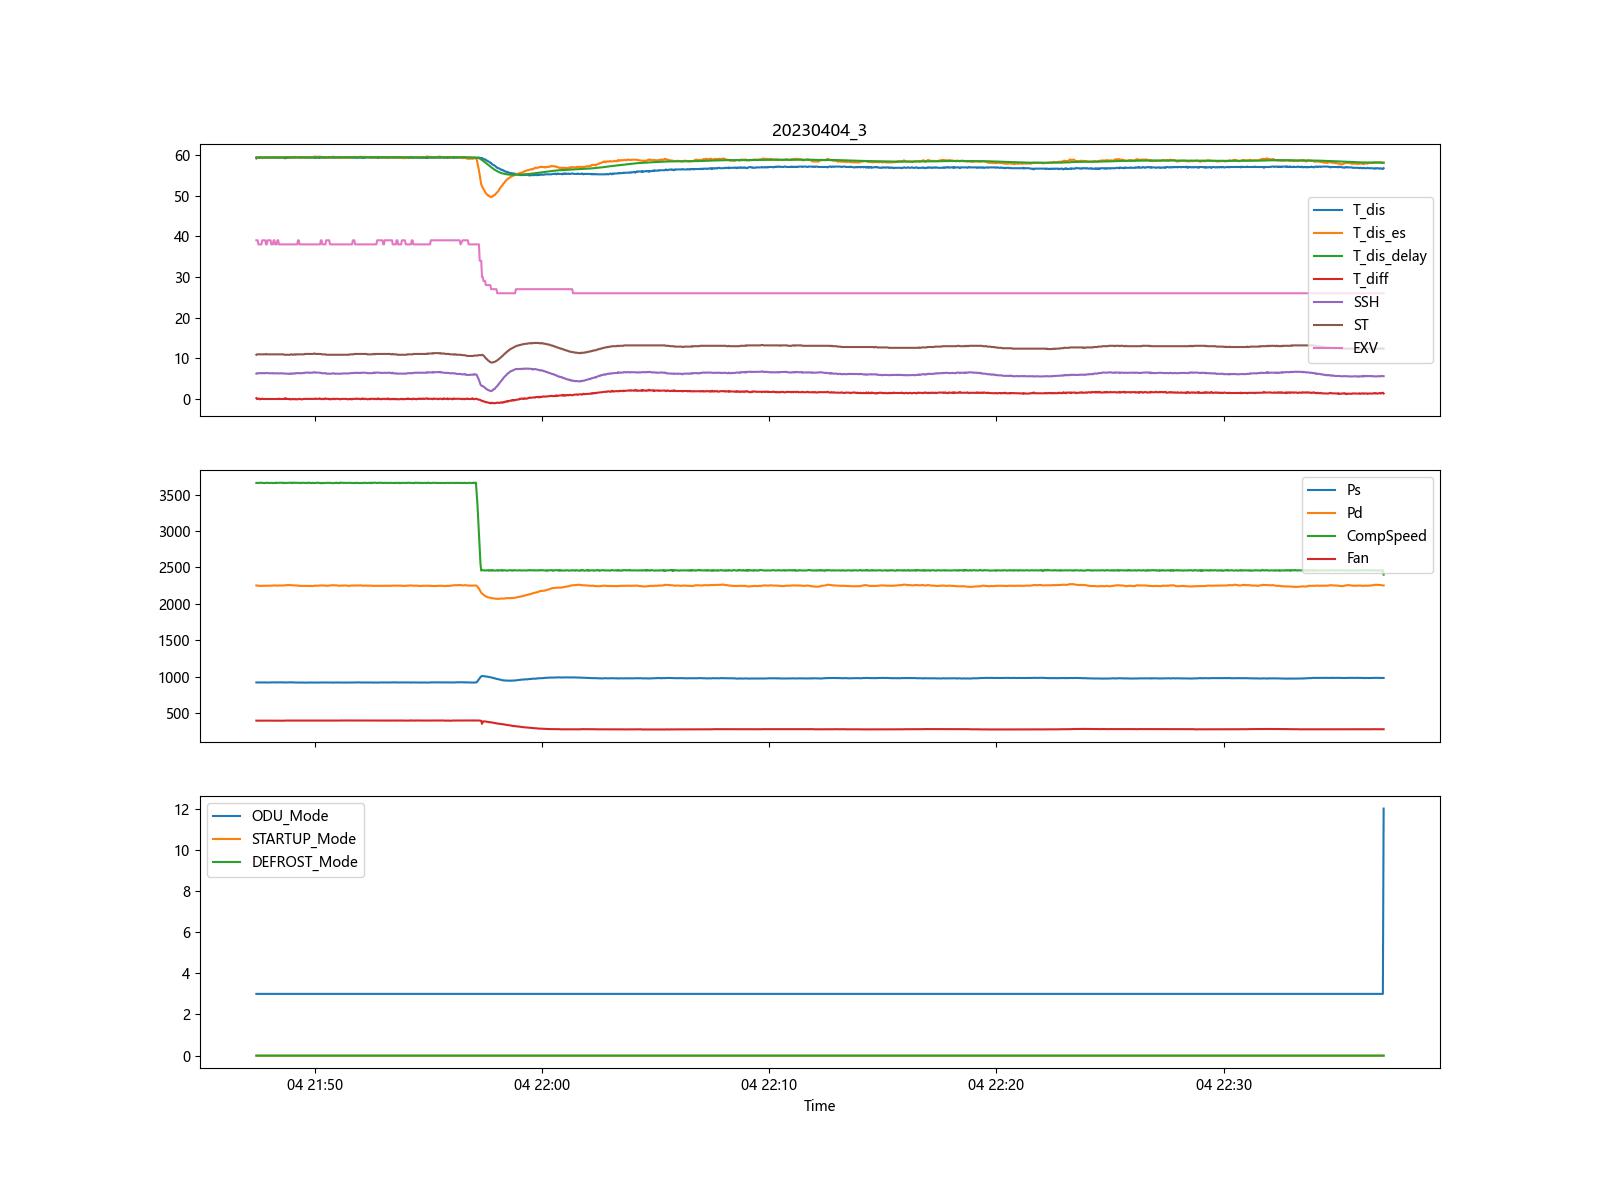 20230404_3
60
50
40
30
20
10
0
T_dis
T_dis_es
T_dis_delay
T_diff
SSH
ST
EXV
3500
3000
2500
2000
1500
1000
500
Ps
Pd
CompSpeed
Fan
12
10
8
6
4
2
0
ODU_Mode
STARTUP_Mode
DEFROST_Mode
04 21:50 04 22:00 04 22:10 04 22:20 04 22:30
Time